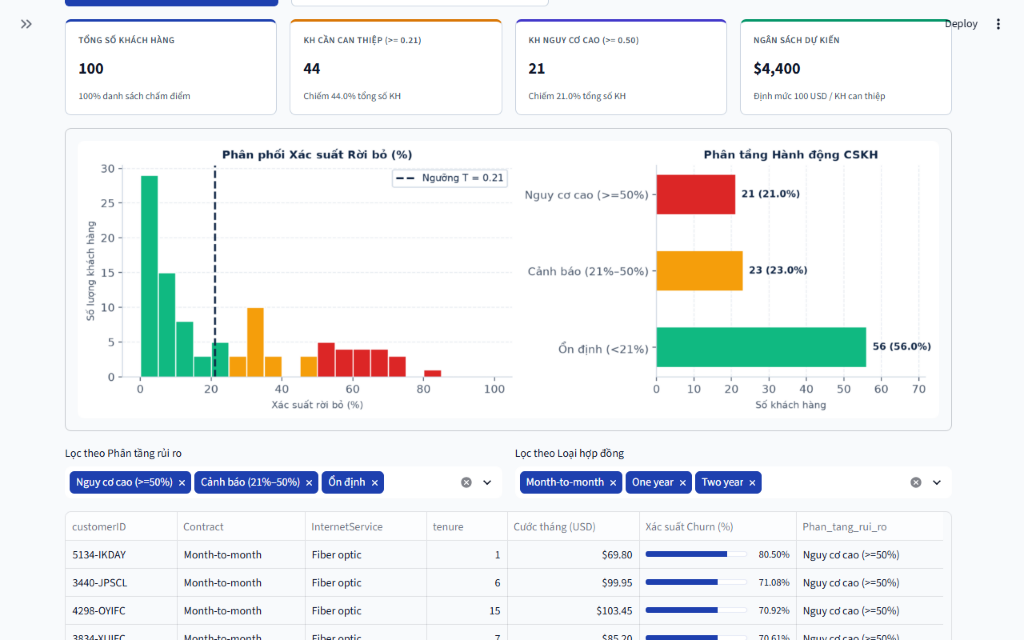 Deploy
TỔNG SỐ KHÁCH HÀNG
100
100% danh sách chấm điểm
KH CẦN CAN THIỆP (>= 0.21)
44
Chiếm 44.0% tổng số KH
KH NGUY CƠ CAO (>= 0.50)
21
Chiếm 21.0% tổng số KH
NGÂN SÁCH DỰ KIẾN
$4,400
Định mức 100 USD / KH can thiệp
Phân phối Xác suất Rời bỏ (%)
Ngưỡng T = 0.21
Số lượng khách hàng
30
25
20
15
10
5
0
0 20 40 60 80 100
Xác suất rời bỏ (%)
Phân tầng Hành động CSKH
Nguy cơ cao (>=50%) 21 (21.0%)
Cảnh báo (21%–50%) 23 (23.0%)
Ổn định (<21%) 56 (56.0%)
0 10 20 30 40 50 60 70
Số khách hàng
Lọc theo Phân tầng rủi ro
Nguy cơ cao (>=50%) Cảnh báo (21%–50%) Ổn định
Lọc theo Loại hợp đồng
Month-to-month One year Two year
customerID Contract InternetService tenure Cước tháng (USD) Xác suất Churn (%) Phan_tang_rui_ro
5134-IKDAY Month-to-month Fiber optic 1 $69.80 80.50% Nguy cơ cao (>=50%)
3440-JPSCL Month-to-month Fiber optic 6 $99.95 71.08% Nguy cơ cao (>=50%)
4298-OYIFC Month-to-month Fiber optic 15 $103.45 70.92% Nguy cơ cao (>=50%)
Month-to-month Fiber optic 7 $85.20 70.61% Nguy cơ cao (>=50%)